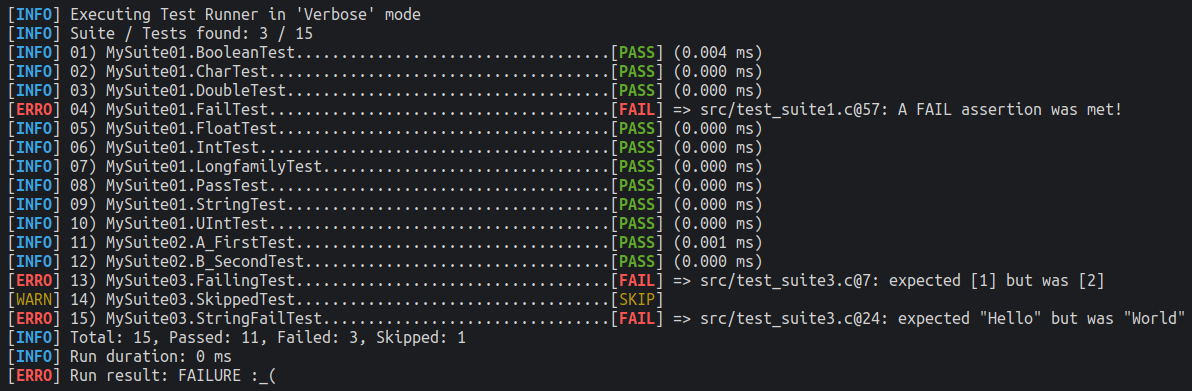 [INFO] Executing Test Runner in 'Verbose' mode
[INFO] Suite / Tests found: 3 / 15
[INFO] 01) MySuite01.BooleanTest...................................[PASS] (0.004 ms)
[INFO] 02) MySuite01.CharTest......................................[PASS] (0.000 ms)
[INFO] 03) MySuite01.DoubleTest....................................[PASS] (0.000 ms)
[ERRO] 04) MySuite01.FailTest......................................[FAIL] => src/test_suite1.c@57: A FAIL assertion was met!
[INFO] 05) MySuite01.FloatTest.....................................[PASS] (0.000 ms)
[INFO] 06) MySuite01.IntTest.......................................[PASS] (0.000 ms)
[INFO] 07) MySuite01.LongfamilyTest................................[PASS] (0.000 ms)
[INFO] 08) MySuite01.PassTest......................................[PASS] (0.000 ms)
[INFO] 09) MySuite01.StringTest....................................[PASS] (0.000 ms)
[INFO] 10) MySuite01.UIntTest......................................[PASS] (0.000 ms)
[INFO] 11) MySuite02.A_FirstTest...................................[PASS] (0.001 ms)
[INFO] 12) MySuite02.B_SecondTest..................................[PASS] (0.000 ms)
[ERRO] 13) MySuite03.FailingTest...................................[FAIL] => src/test_suite3.c@7: expected [1] but was [2]
[WARN] 14) MySuite03.SkippedTest...................................[SKIP]
[ERRO] 15) MySuite03.StringFailTest................................[FAIL] => src/test_suite3.c@24: expected "Hello" but was "World"
[INFO] Total: 15, Passed: 11, Failed: 3, Skipped: 1
[INFO] Run duration: 0 ms
[ERRO] Run result: FAILURE :_(